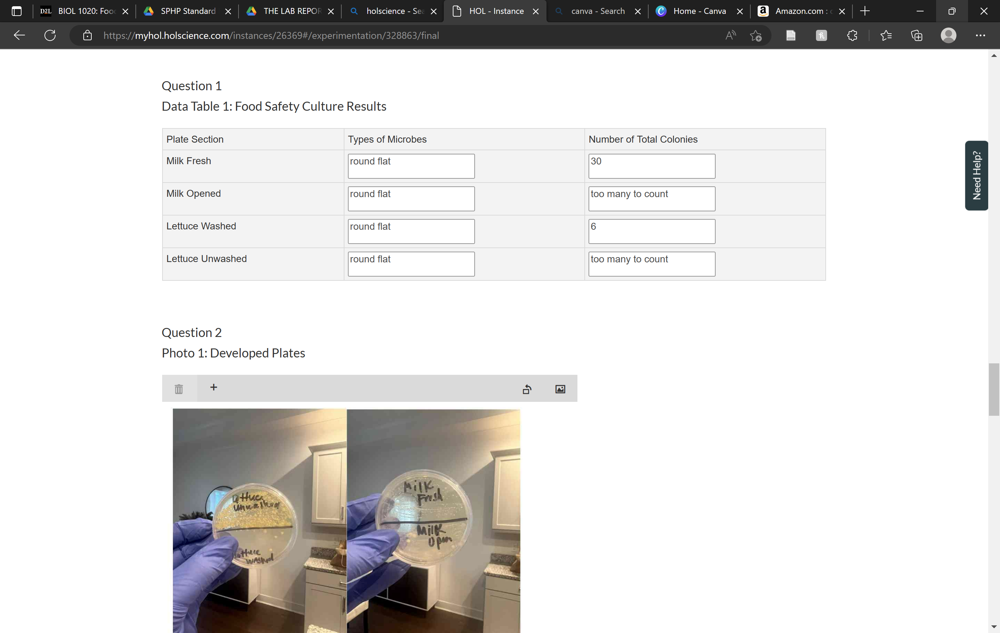 D2L BIOL 1020: Foo
SPHP Standard
THE LAB REPOR
holscience - Sea
HOL - Instance
canva - Search
Home - Canva
Amazon.com : c
https://myhol.holscience.com/instances/26369#/experimentation/328863/final
Question 1
Data Table 1: Food Safety Culture Results
Plate Section Types of Microbes Number of Total Colonies
Milk Fresh round flat 30
Milk Opened round flat too many to count
Lettuce Washed round flat 6
Lettuce Unwashed round flat too many to count
Need Help?
Question 2
Photo 1: Developed Plates
+
Lettuce
Unwashed
Lettuce
washed
Milk
Fresh
Milk
Open